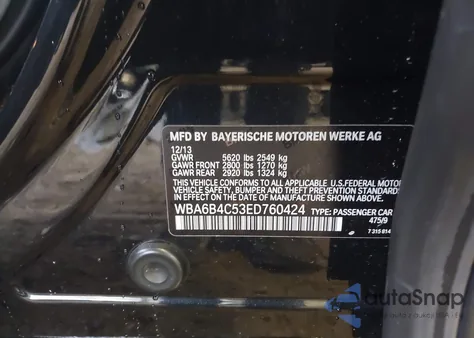 MFD BY BAYERISCHE MOTOREN WERKE AG
12/13
GVWR 5620 lbs 2549 kg
GAWR FRONT 2800 lbs 1270 kg
GAWR REAR 2920 lbs 1324 kg
THIS VEHICLE CONFORMS TO ALL APPLICABLE U.S.FEDERAL MOTOR
VEHICLE SAFETY, BUMPER AND THEFT PREVENTION STANDARD
IN EFFECT ON THE DATE OF MANUFACTURE SHOWN ABOVE.
WBA6B4C53ED760424 TYPE: PASSENGER CAR
475/9
7 215 814
autoSnap